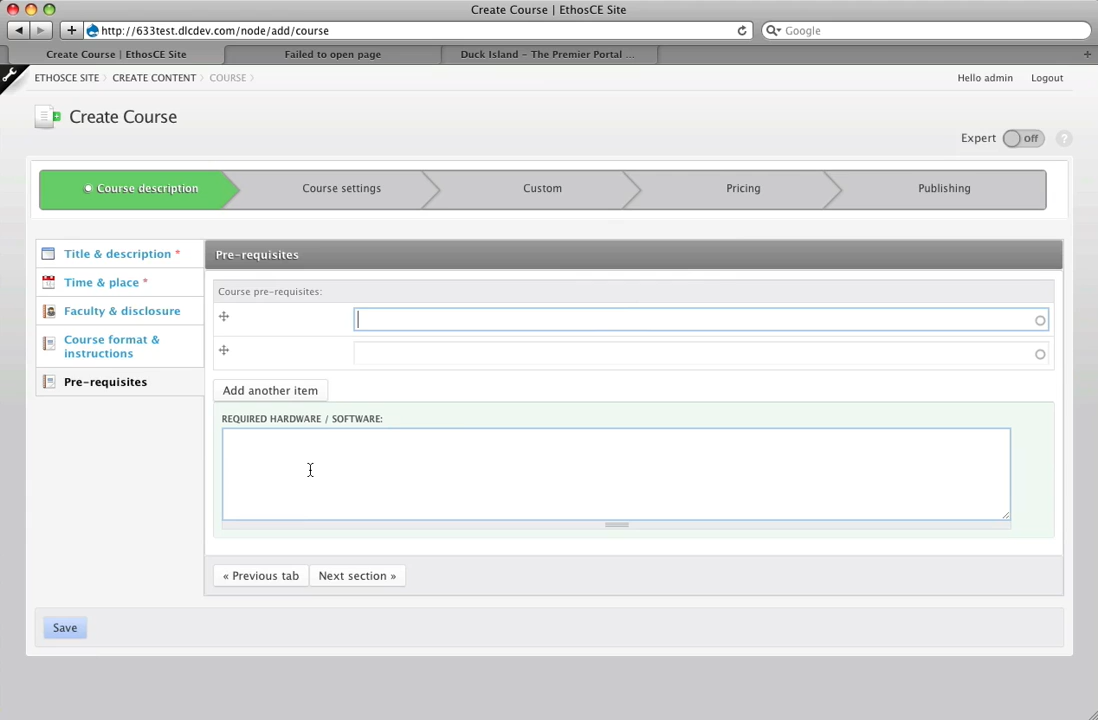 Create Course | EthosCE Site
http://633test.dlcdev.com/node/add/course
Google
Create Course | EthosCE Site
Failed to open page
Duck Island – The Premier Portal ...
ETHOSCE SITE
CREATE CONTENT
COURSE
Hello admin
Logout
Create Course
Expert
off
?
Course description
Course settings
Custom
Pricing
Publishing
Title & description *
Time & place *
Faculty & disclosure
Course format &
instructions
Pre-requisites
Pre-requisites
Course pre-requisites:
Add another item
REQUIRED HARDWARE / SOFTWARE:
« Previous tab
Next section »
Save